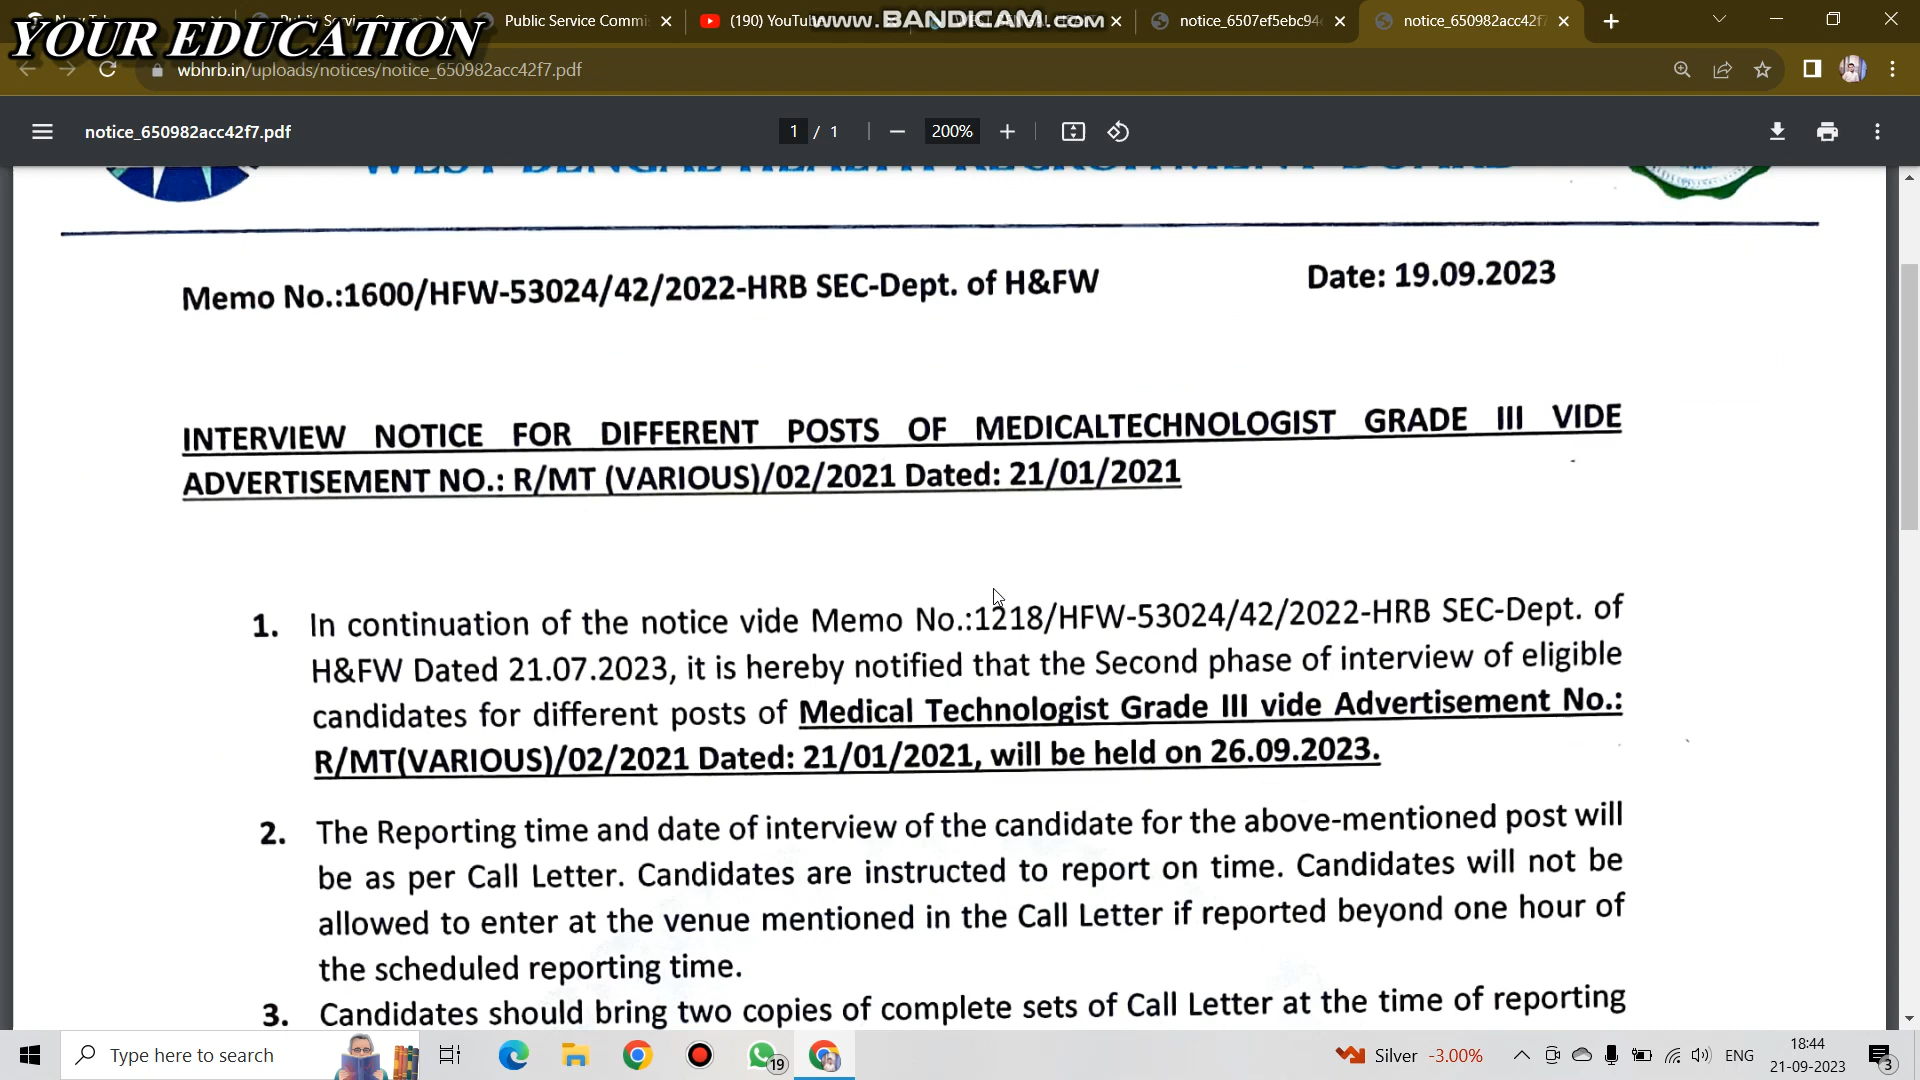 YOUR EDUCATION
www.BANDICAM.com
Public Service Commis
(190) YouTube
notice_6507ef5ebc94
notice_650982acc42f7
wbhrb.in/uploads/notices/notice_650982acc42f7.pdf
notice_650982acc42f7.pdf
1 / 1
200%
WEST BENGAL HEALTH RECRUITMENT BOARD
Memo No.:1600/HFW-53024/42/2022-HRB SEC-Dept. of H&FW Date: 19.09.2023
INTERVIEW NOTICE FOR DIFFERENT POSTS OF MEDICALTECHNOLOGIST GRADE III VIDE
ADVERTISEMENT NO.: R/MT (VARIOUS)/02/2021 Dated: 21/01/2021
1. In continuation of the notice vide Memo No.:1218/HFW-53024/42/2022-HRB SEC-Dept. of
H&FW Dated 21.07.2023, it is hereby notified that the Second phase of interview of eligible
candidates for different posts of Medical Technologist Grade III vide Advertisement No.:
R/MT(VARIOUS)/02/2021 Dated: 21/01/2021, will be held on 26.09.2023.
2. The Reporting time and date of interview of the candidate for the above-mentioned post will
be as per Call Letter. Candidates are instructed to report on time. Candidates will not be
allowed to enter at the venue mentioned in the Call Letter if reported beyond one hour of
the scheduled reporting time.
3. Candidates should bring two copies of complete sets of Call Letter at the time of reporting
Type here to search
19
Silver -3.00%
ENG
18:44
21-09-2023
3